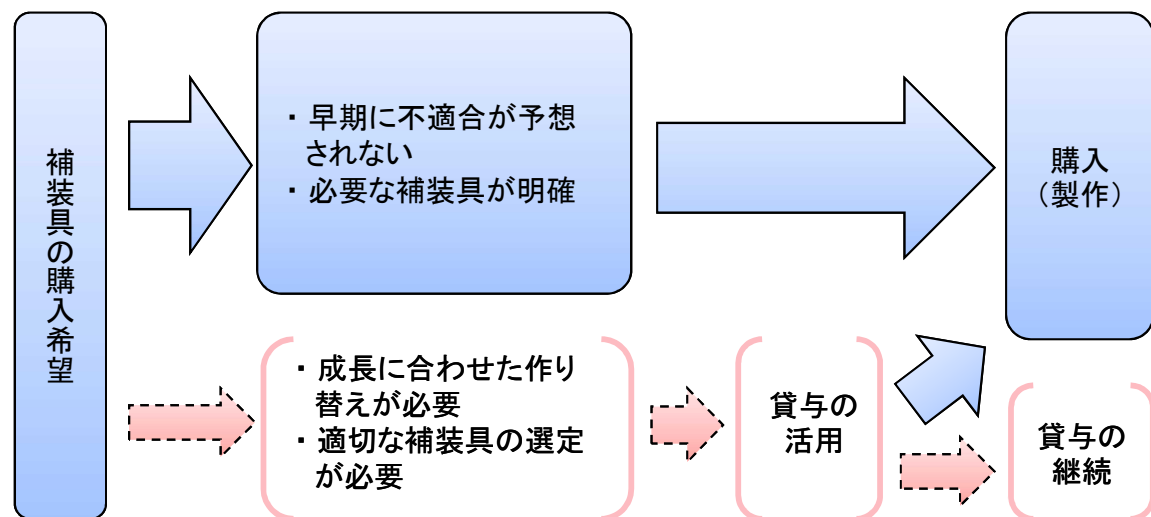 補装具の購入希望
・早期に不適合が予想
されない
・必要な補装具が明確
購入
（製作）
・成長に合わせた作り
替えが必要
・適切な補装具の選定
が必要
貸与の
活用
貸与の
継続